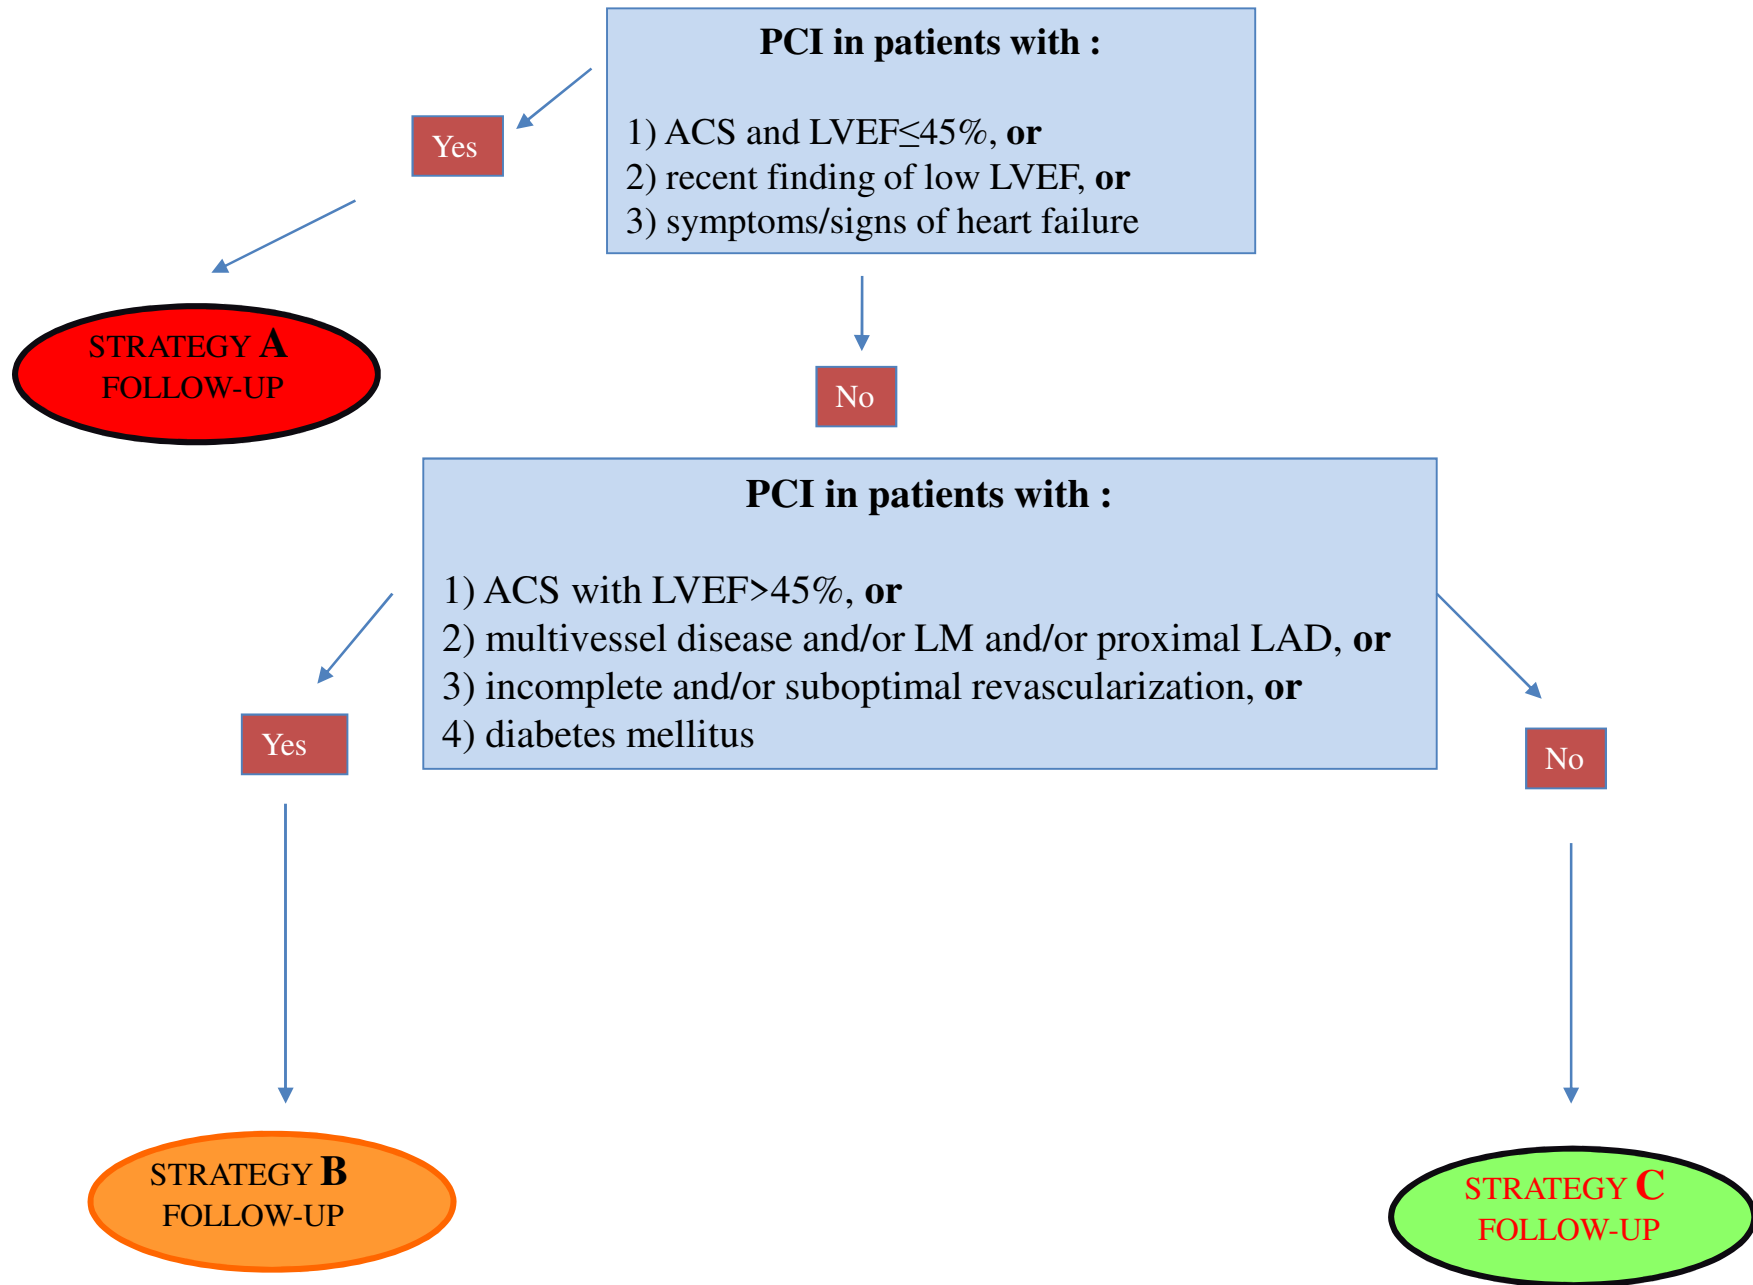 PCI in patients with :
1) ACS and LVEF≤45%, or
2) recent finding of low LVEF, or
3) symptoms/signs of heart failure
Yes
STRATEGY A
FOLLOW-UP
No
PCI in patients with :
1) ACS with LVEF>45%, or
2) multivessel disease and/or LM and/or proximal LAD, or
3) incomplete and/or suboptimal revascularization, or
4) diabetes mellitus
Yes
No
STRATEGY B
FOLLOW-UP
STRATEGY C
FOLLOW-UP